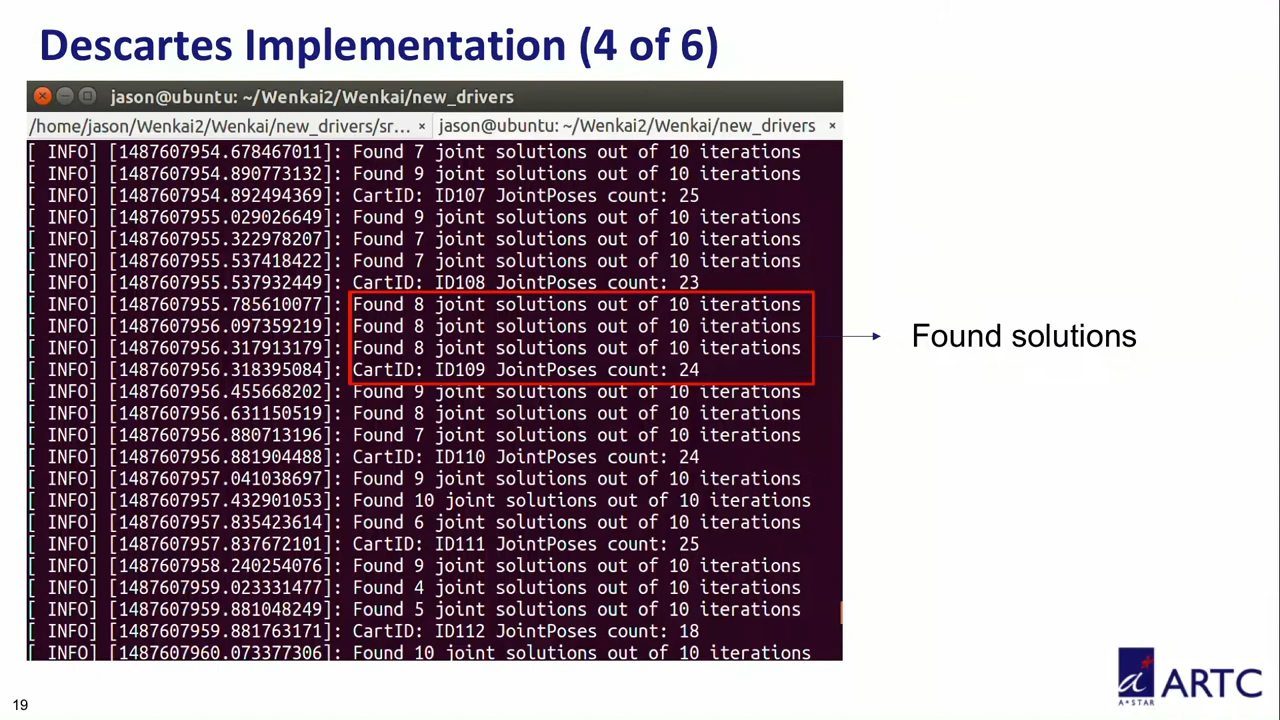 Descartes Implementation (4 of 6)
jason@ubuntu: ~/Wenkai2/Wenkai/new_drivers
/home/jason/Wenkai2/Wenkai/new_drivers/sr... × jason@ubuntu: ~/Wenkai2/Wenkai/new_drivers ×
[ INFO] [1487607954.678467011]: Found 7 joint solutions out of 10 iterations
[ INFO] [1487607954.890773132]: Found 9 joint solutions out of 10 iterations
[ INFO] [1487607954.892494369]: CartID: ID107 JointPoses count: 25
[ INFO] [1487607955.029026649]: Found 9 joint solutions out of 10 iterations
[ INFO] [1487607955.322978207]: Found 7 joint solutions out of 10 iterations
[ INFO] [1487607955.537418422]: Found 7 joint solutions out of 10 iterations
[ INFO] [1487607955.537932449]: CartID: ID108 JointPoses count: 23
[ INFO] [1487607955.785610077]: Found 8 joint solutions out of 10 iterations
[ INFO] [1487607956.097359219]: Found 8 joint solutions out of 10 iterations
[ INFO] [1487607956.317913179]: Found 8 joint solutions out of 10 iterations
[ INFO] [1487607956.318395084]: CartID: ID109 JointPoses count: 24
[ INFO] [1487607956.455668202]: Found 9 joint solutions out of 10 iterations
[ INFO] [1487607956.631150519]: Found 8 joint solutions out of 10 iterations
[ INFO] [1487607956.880713196]: Found 7 joint solutions out of 10 iterations
[ INFO] [1487607956.881904488]: CartID: ID110 JointPoses count: 24
[ INFO] [1487607957.041038697]: Found 9 joint solutions out of 10 iterations
[ INFO] [1487607957.432901053]: Found 10 joint solutions out of 10 iterations
[ INFO] [1487607957.835423614]: Found 6 joint solutions out of 10 iterations
[ INFO] [1487607957.837672101]: CartID: ID111 JointPoses count: 25
[ INFO] [1487607958.240254076]: Found 9 joint solutions out of 10 iterations
[ INFO] [1487607959.023331477]: Found 4 joint solutions out of 10 iterations
[ INFO] [1487607959.881048249]: Found 5 joint solutions out of 10 iterations
[ INFO] [1487607959.881763171]: CartID: ID112 JointPoses count: 18
[ INFO] [1487607960.073377306]: Found 10 joint solutions out of 10 iterations
Found solutions
19
A*STAR
ARTC